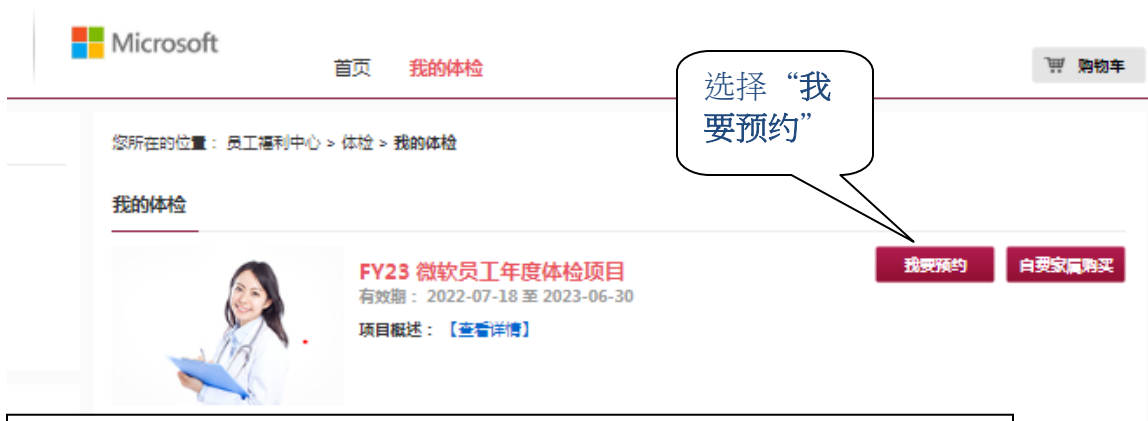 Microsoft
首页 我的体检
购物车
选择“我
要预约”
您所在的位置：员工福利中心 > 体检 > 我的体检
我的体检
FY23 微软员工年度体检项目
有效期：2022-07-18 至 2023-06-30
项目概述：【查看详情】
我要预约
自费家属购买